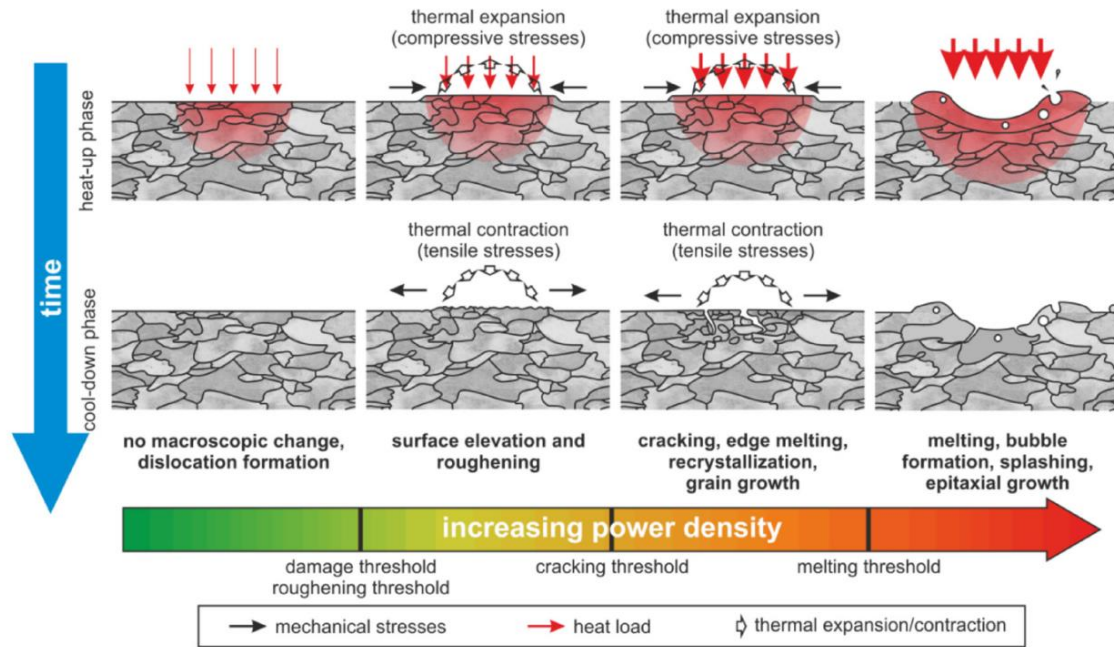 thermal expansion
(compressive stresses)
thermal expansion
(compressive stresses)
heat-up phase
time
thermal contraction
(tensile stresses)
thermal contraction
(tensile stresses)
cool-down phase
no macroscopic change,
dislocation formation
surface elevation and
roughening
cracking, edge melting,
recrystallization,
grain growth
melting, bubble
formation, splashing,
epitaxial growth
increasing power density
damage threshold
roughening threshold
cracking threshold
melting threshold
mechanical stresses
heat load
thermal expansion/contraction